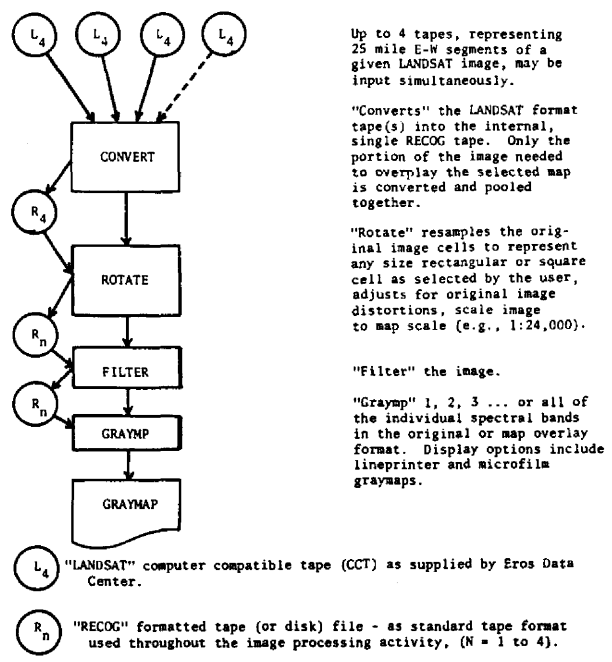 L4 L4 L4 L4
Up to 4 tapes, representing
25 mile E-W segments of a
given LANDSAT image, may be
input simultaneously.
CONVERT
"Converts" the LANDSAT format
tape(s) into the internal,
single RECOG tape. Only the
portion of the image needed
to overlay the selected map
is converted and pooled
together.
R4
ROTATE
"Rotate" resamples the orig-
inal image cells to represent
any size rectangular or square
cell as selected by the user,
adjusts for original image
distortions, scale image
to map scale (e.g., 1:24,000).
Rn
FILTER
"Filter" the image.
Rn
GRAYMP
"Graymp" 1, 2, 3 ... or all of
the individual spectral bands
in the original or map overlay
format. Display options include
lineprinter and microfilm
graymaps.
GRAYMAP
L4 "LANDSAT" computer compatible tape (CCT) as supplied by Eros Data
Center.
Rn "RECOG" formatted tape (or disk) file - as standard tape format
used throughout the image processing activity, (N = 1 to 4).